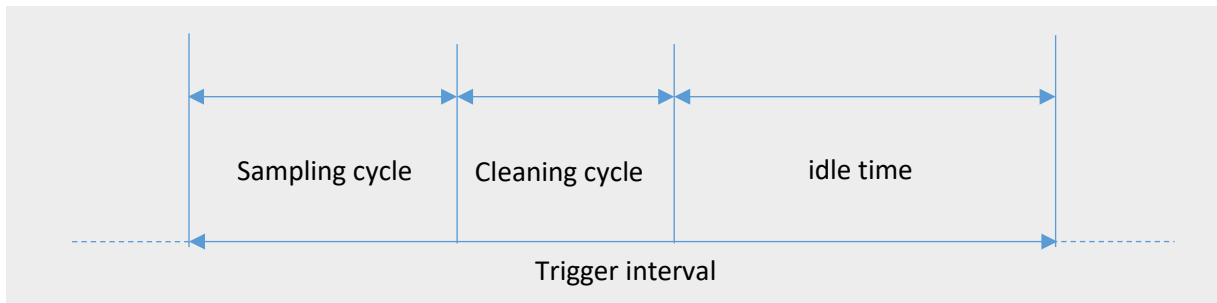 Sampling cycle
Cleaning cycle
idle time
Trigger interval